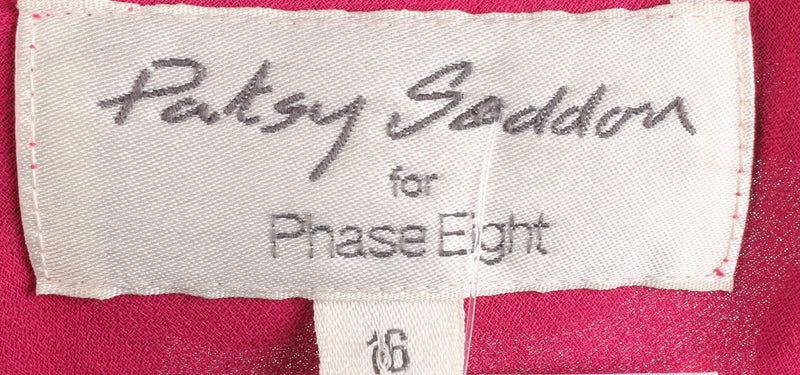 Patsy Seddon
for
Phase Eight
16